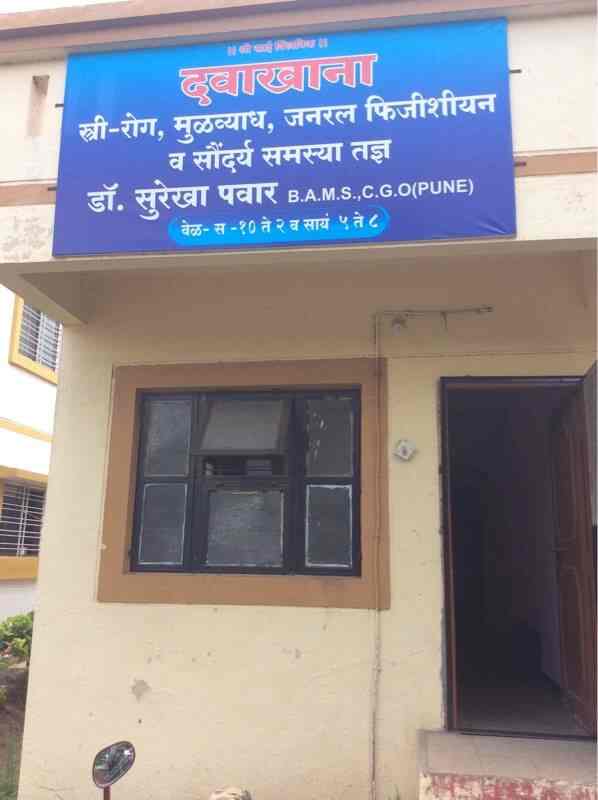 दवाखाना
स्त्री-रोग, मुळव्याध, जनरल फिजीशीयन
व सौंदर्य समस्या तज्ञ
डॉ. सुरेखा पवार B.A.M.S.,C.G.O(PUNE)
वेळ- स -१० ते २ व सायं ५ ते ८